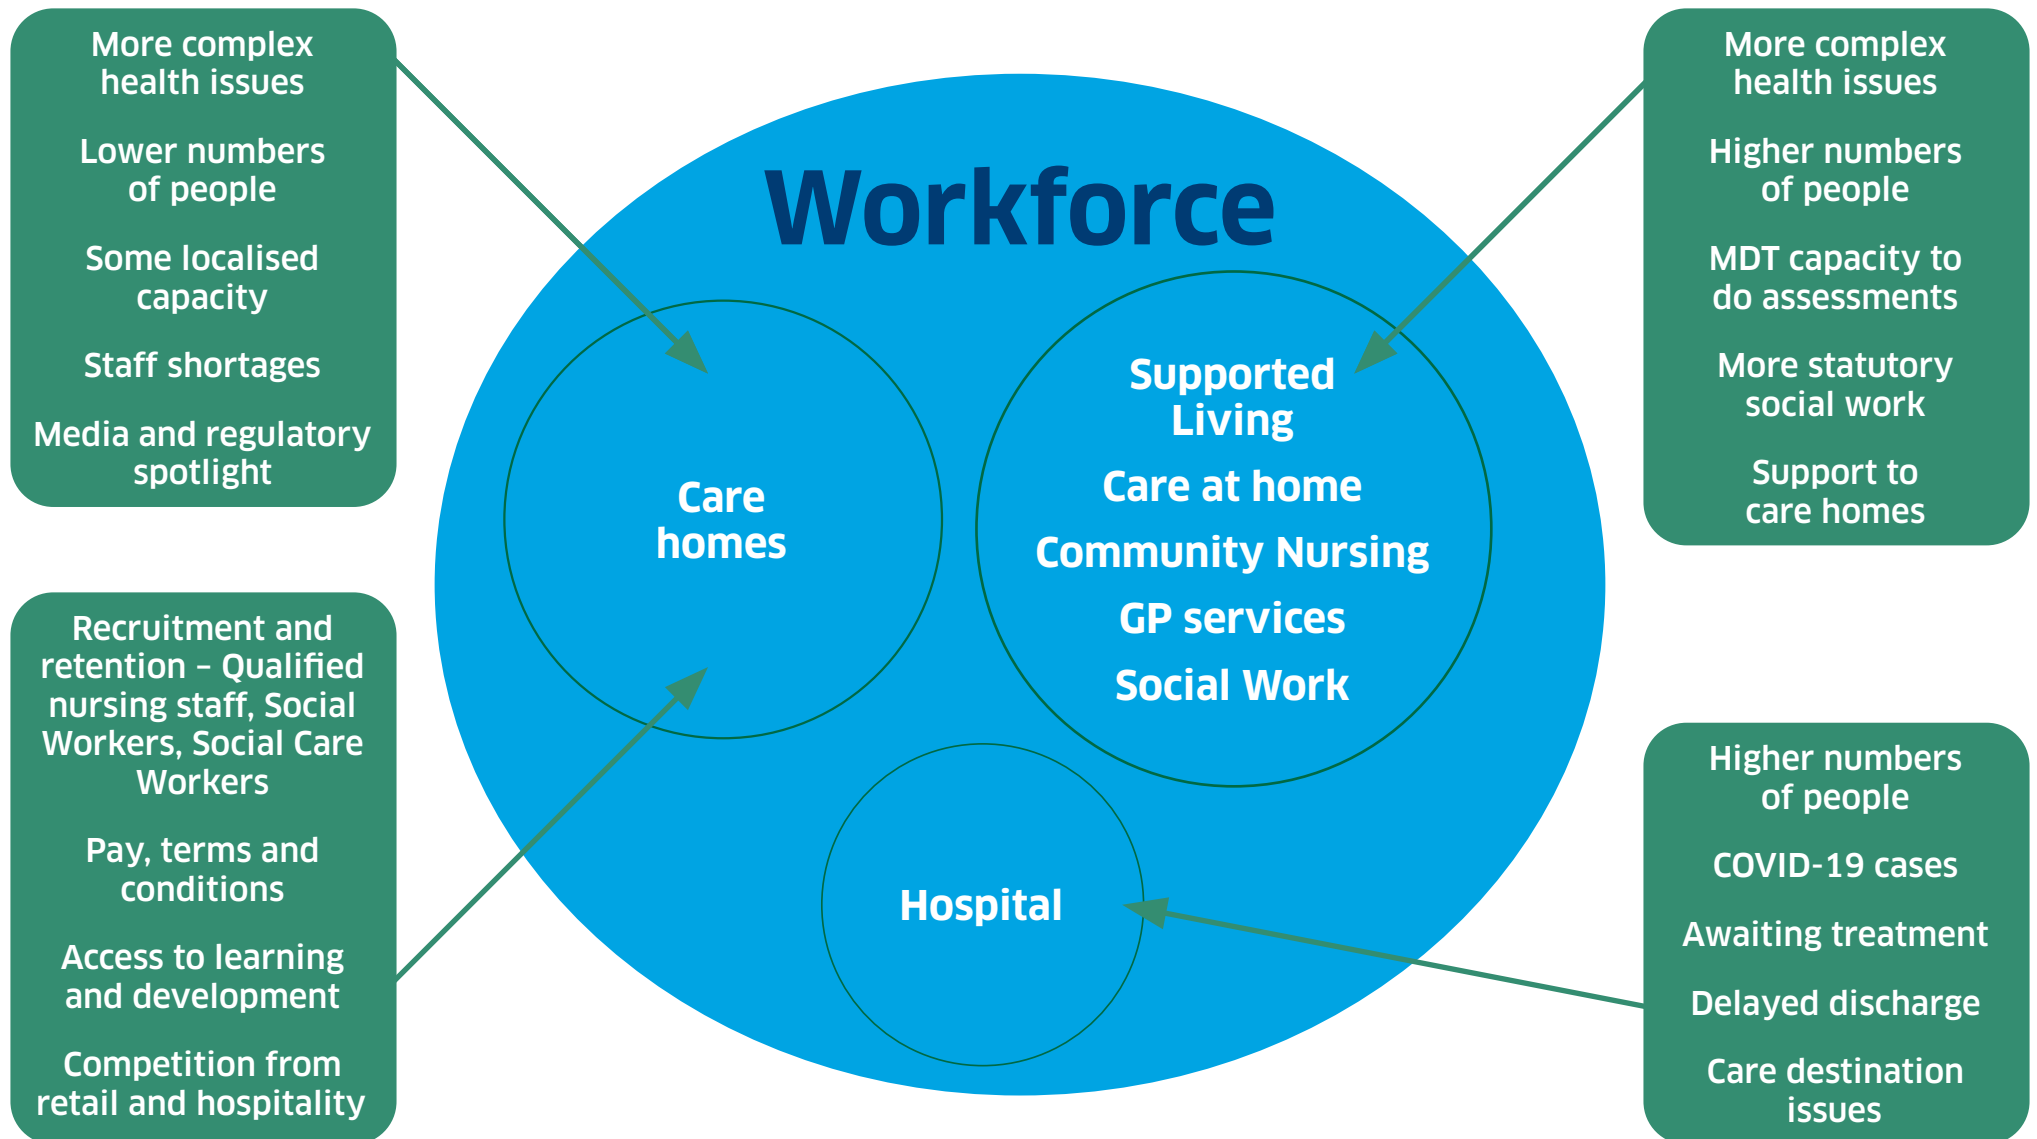 More complex
health issues
Lower numbers
of people
Some localised
capacity
Staff shortages
Media and regulatory
spotlight
Recruitment and
retention – Qualified
nursing staff, Social
Workers, Social Care
Workers
Pay, terms and
conditions
Access to learning
and development
Competition from
retail and hospitality
Workforce
Care
homes
Supported
Living
Care at home
Community Nursing
GP services
Social Work
Hospital
More complex
health issues
Higher numbers
of people
MDT capacity to
do assessments
More statutory
social work
Support to
care homes
Higher numbers
of people
COVID-19 cases
Awaiting treatment
Delayed discharge
Care destination
issues